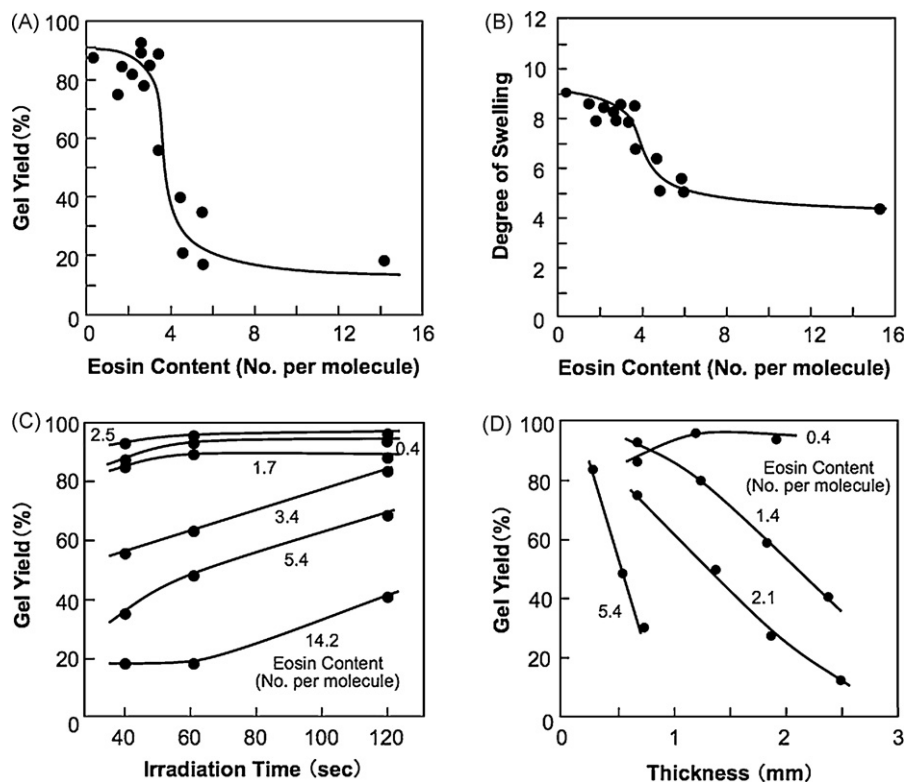 (A)
100
80
60
40
20
0
Gel Yield (%)
0 4 8 12 16
Eosin Content (No. per molecule)
(B)
12
10
8
6
4
2
0
Degree of Swelling
0 4 8 12 16
Eosin Content (No. per molecule)
(C)
100
80
60
40
20
0
Gel Yield (%)
2.5
0.4
1.7
3.4
5.4
14.2
Eosin Content
(No. per molecule)
40 60 80 100 120
Irradiation Time (sec)
(D)
100
80
60
40
20
0
Gel Yield (%)
0.4
Eosin Content
(No. per molecule)
1.4
2.1
5.4
0 1 2 3
Thickness (mm)